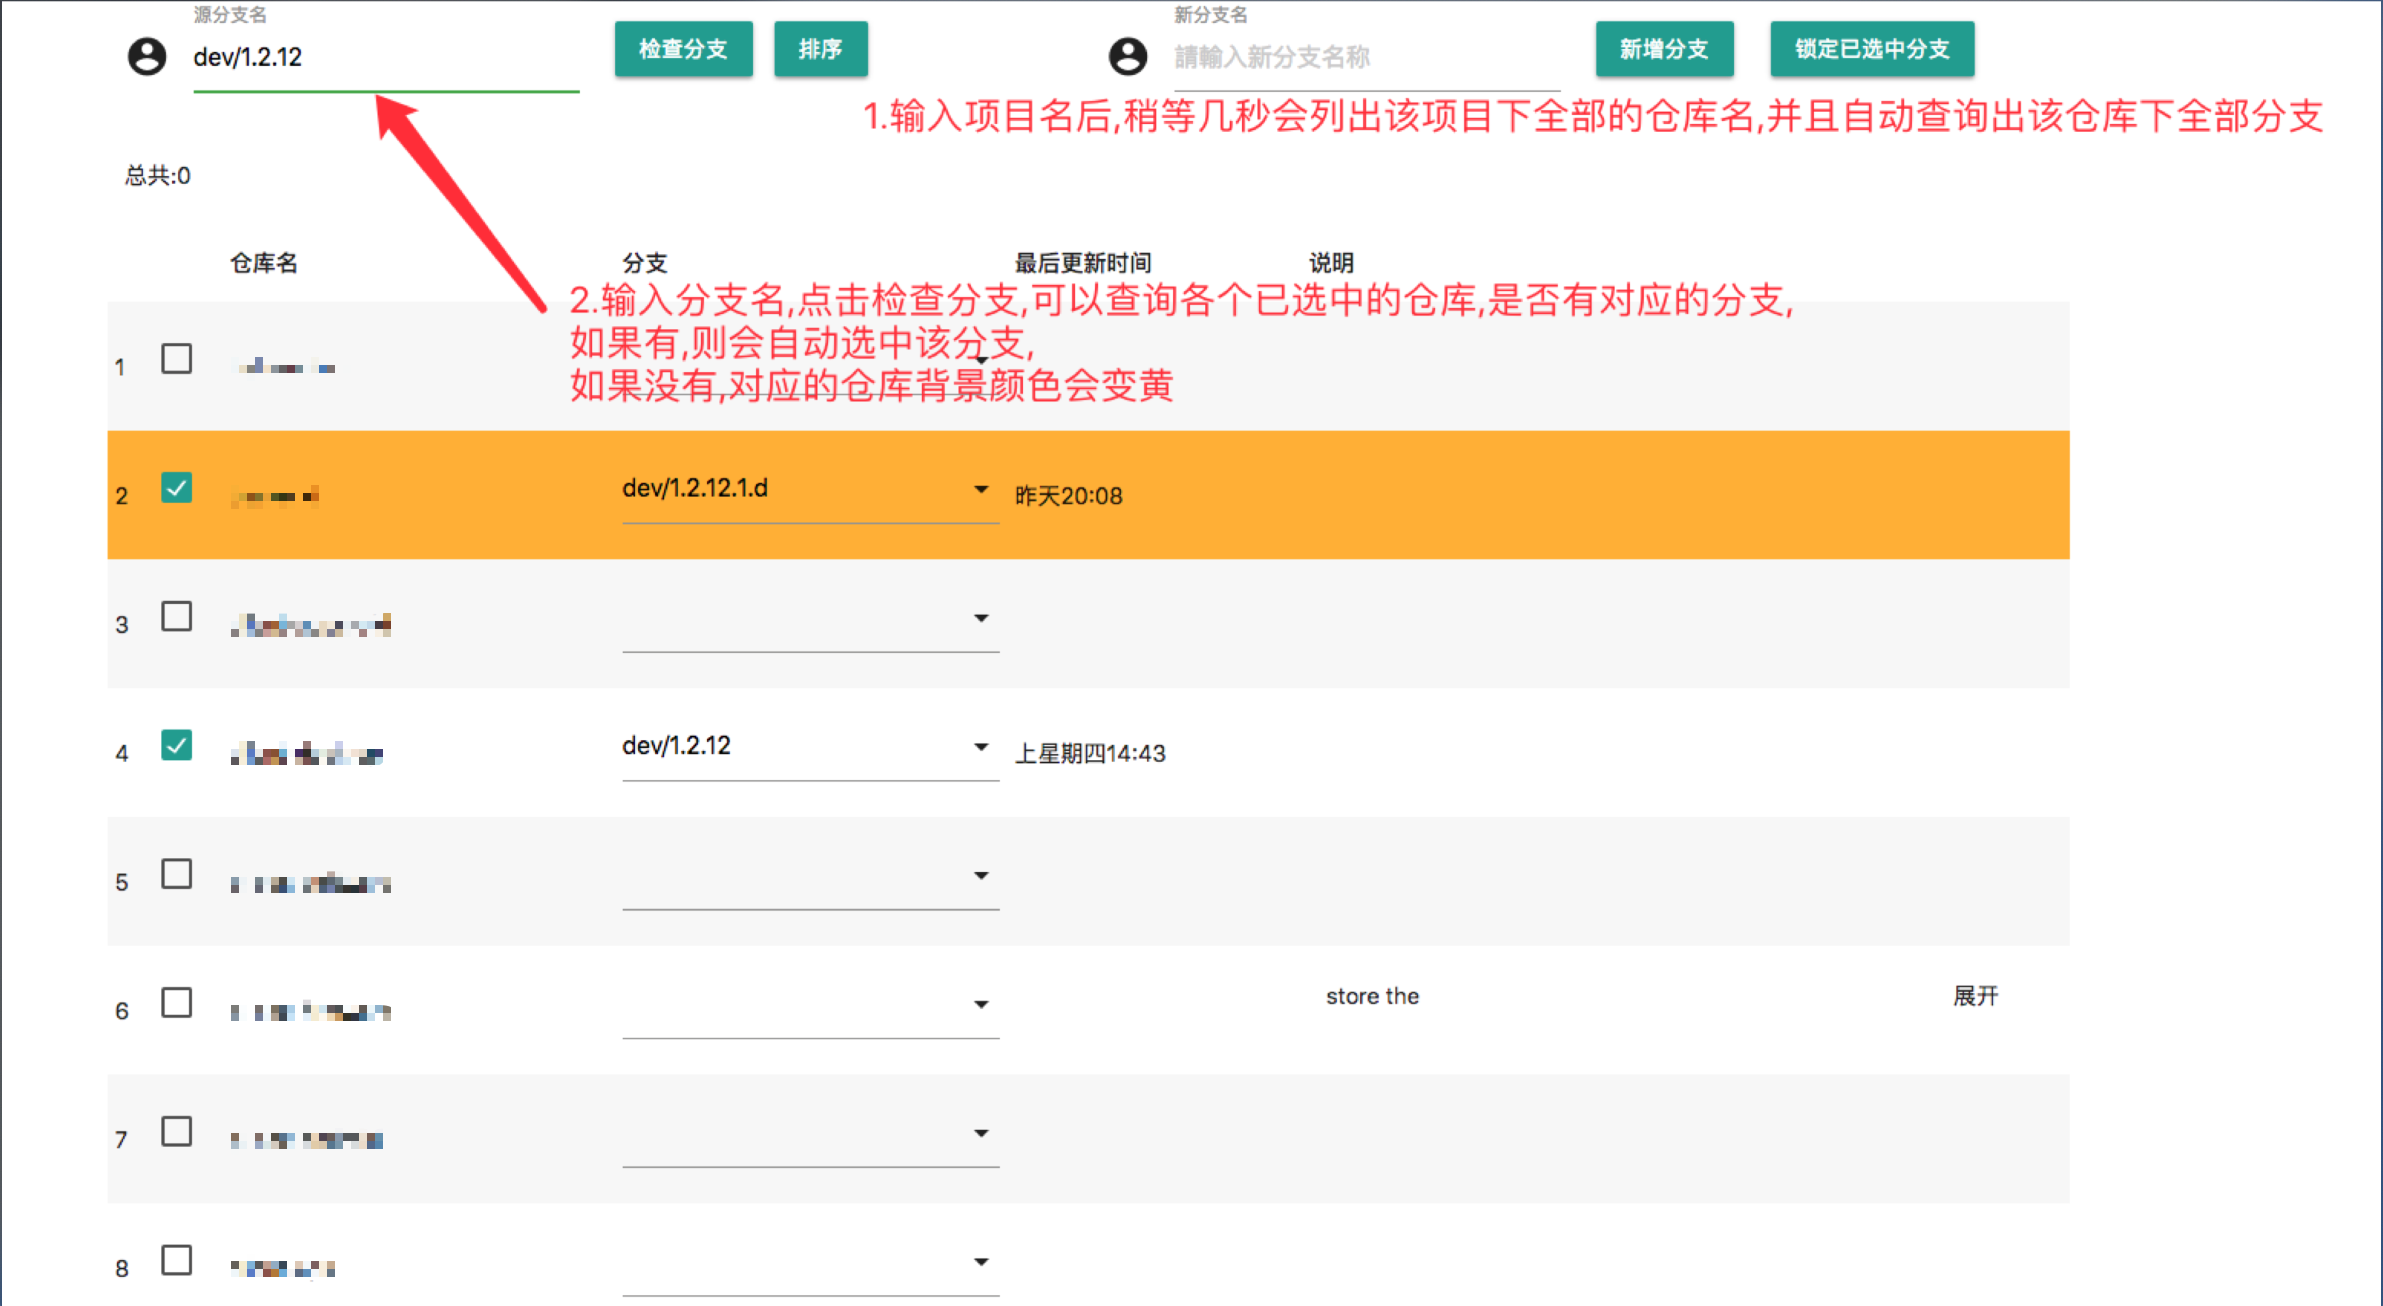 源分支名
dev/1.2.12
检查分支
排序
新分支名
請輸入新分支名称
新增分支
锁定已选中分支
1.输入项目名后,稍等几秒会列出该项目下全部的仓库名,并且自动查询出该仓库下全部分支
总共:0
仓库名
分支
最后更新时间
说明
2.输入分支名,点击检查分支,可以查询各个已选中的仓库,是否有对应的分支,
如果有,则会自动选中该分支,
如果没有,对应的仓库背景颜色会变黄
1
2
dev/1.2.12.1.d
昨天20:08
3
4
dev/1.2.12
上星期四14:43
5
6
store the
展开
7
8